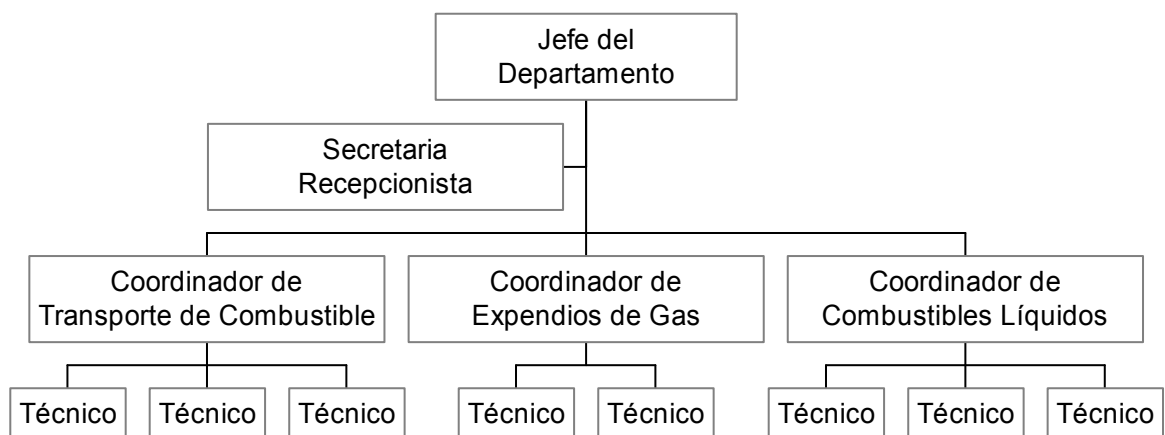 Jefe del
Departamento
Secretaria
Recepcionista
Coordinador de
Transporte de Combustible
Coordinador de
Expendios de Gas
Coordinador de
Combustibles Líquidos
Técnico
Técnico
Técnico
Técnico
Técnico
Técnico
Técnico
Técnico